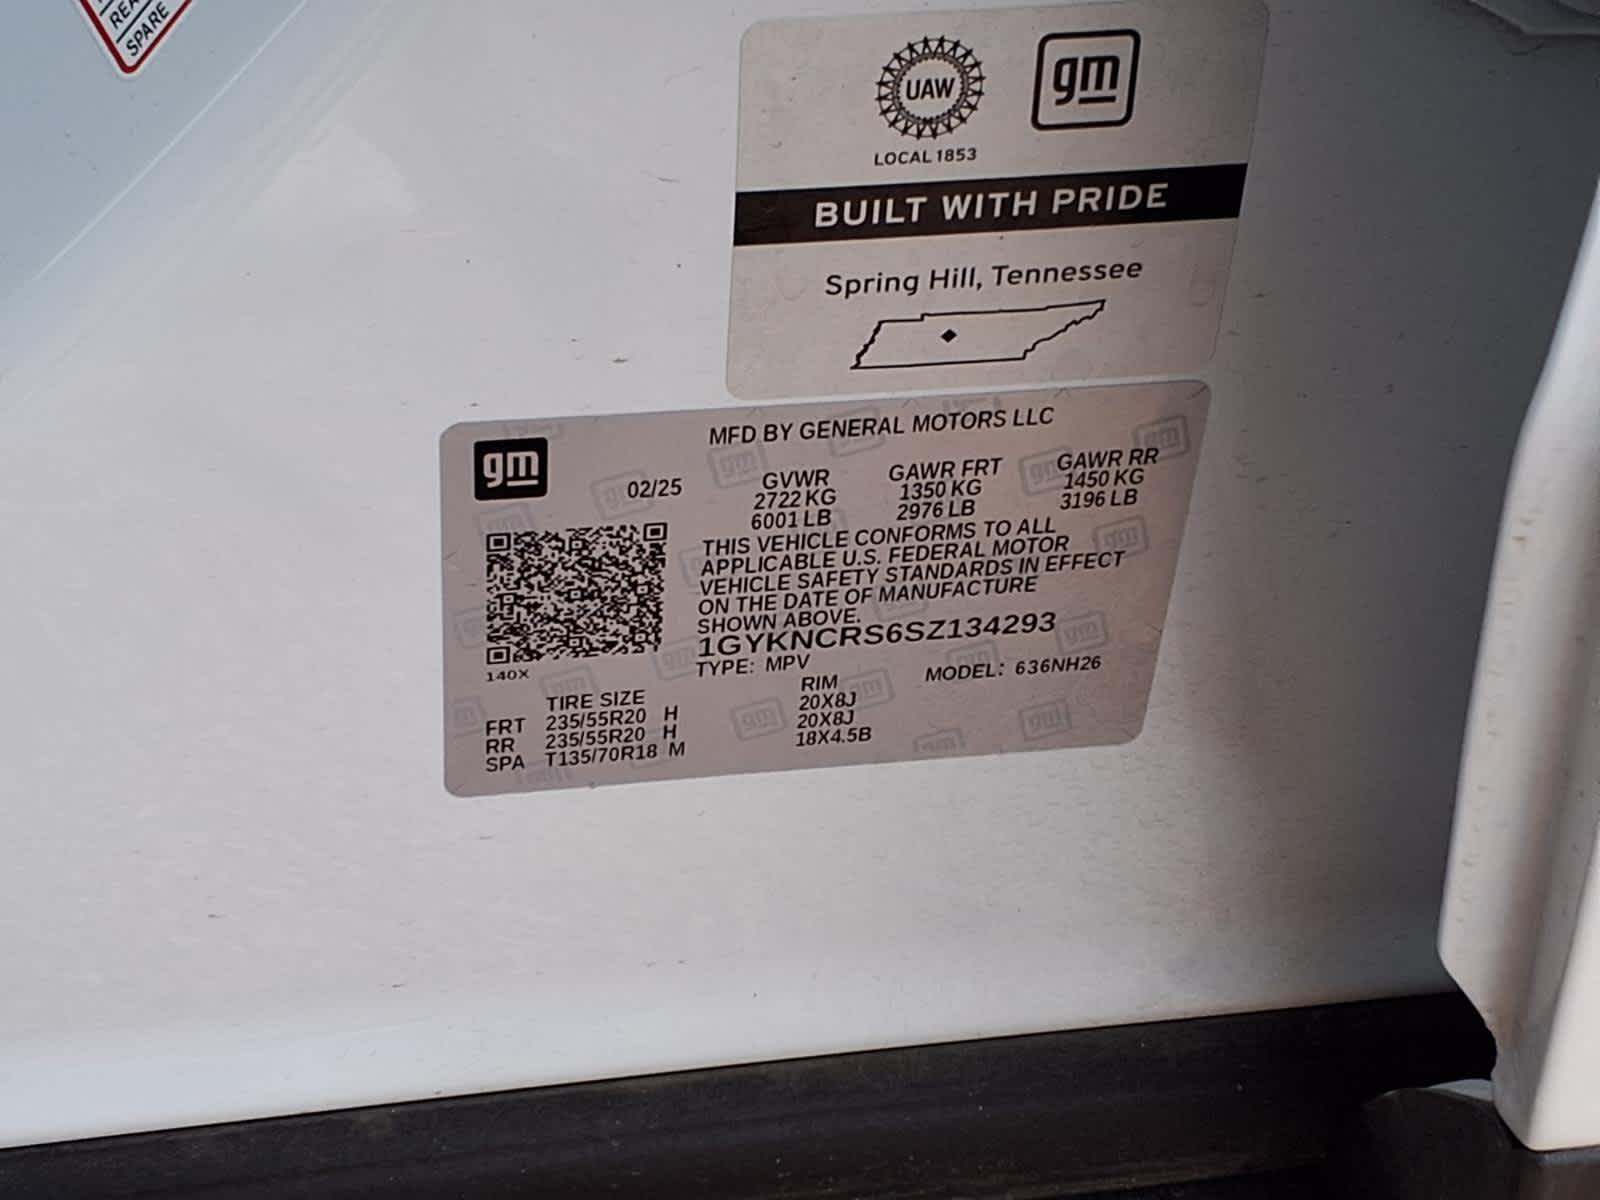 REA
SPARE
UAW
gm
LOCAL 1853
BUILT WITH PRIDE
Spring Hill, Tennessee
gm
MFD BY GENERAL MOTORS LLC
02/25
GVWR GAWR FRT GAWR RR
2722 KG 1350 KG 1450 KG
6001 LB 2976 LB 3196 LB
THIS VEHICLE CONFORMS TO ALL
APPLICABLE U.S. FEDERAL MOTOR
VEHICLE SAFETY STANDARDS IN EFFECT
ON THE DATE OF MANUFACTURE
SHOWN ABOVE.
1GYKNCRS6SZ134293
TYPE: MPV MODEL: 636NH26
140X
TIRE SIZE RIM
FRT 235/55R20 H 20X8J
RR 235/55R20 H 20X8J
SPA T135/70R18 M 18X4.5B